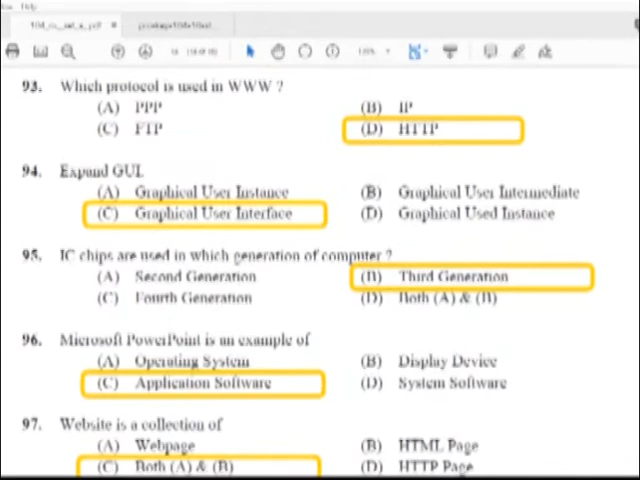 Help
93. Which protocol is used in WWW ?
(A) PPP (B) IP
(C) FTP (D) HTTP
94. Expand GUI.
(A) Graphical User Instance (B) Graphical User Intermediate
(C) Graphical User Interface (D) Graphical Used Instance
95. IC chips are used in which generation of computer ?
(A) Second Generation (B) Third Generation
(C) Fourth Generation (D) Both (A) & (B)
96. Microsoft PowerPoint is an example of
(A) Operating System (B) Display Device
(C) Application Software (D) System Software
97. Website is a collection of
(A) Webpage (B) HTML Page
(C) Both (A) & (B) (D) HTTP Page